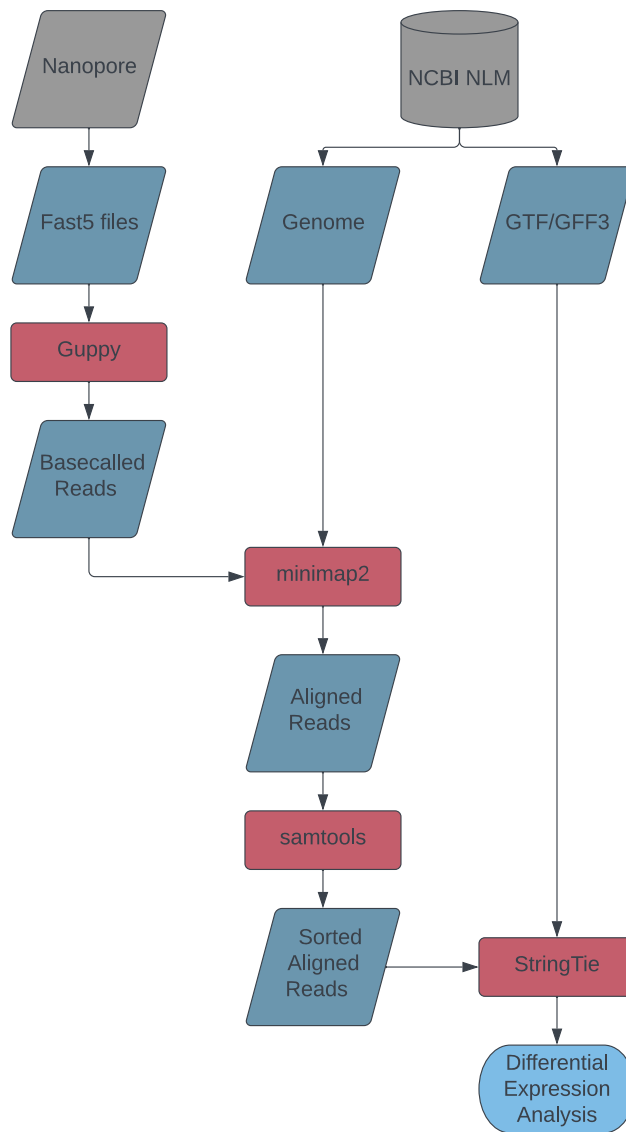 Nanopore
NCBI NLM
Fast5 files
Genome
GTF/GFF3
Guppy
Basecalled
Reads
minimap2
Aligned
Reads
samtools
Sorted
Aligned
Reads
StringTie
Differential
Expression
Analysis